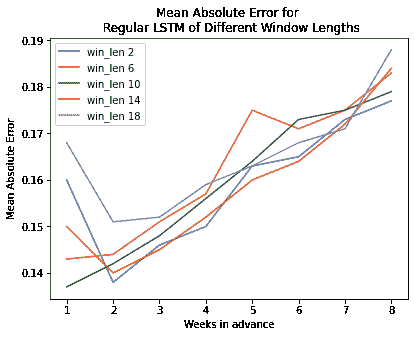 Mean Absolute Error for
Regular LSTM of Different Window Lengths
0.19
0.18
0.17
0.16
0.15
0.14
Mean Absolute Error
win_len 2
win_len 6
win_len 10
win_len 14
win_len 18
1 2 3 4 5 6 7 8
Weeks in advance